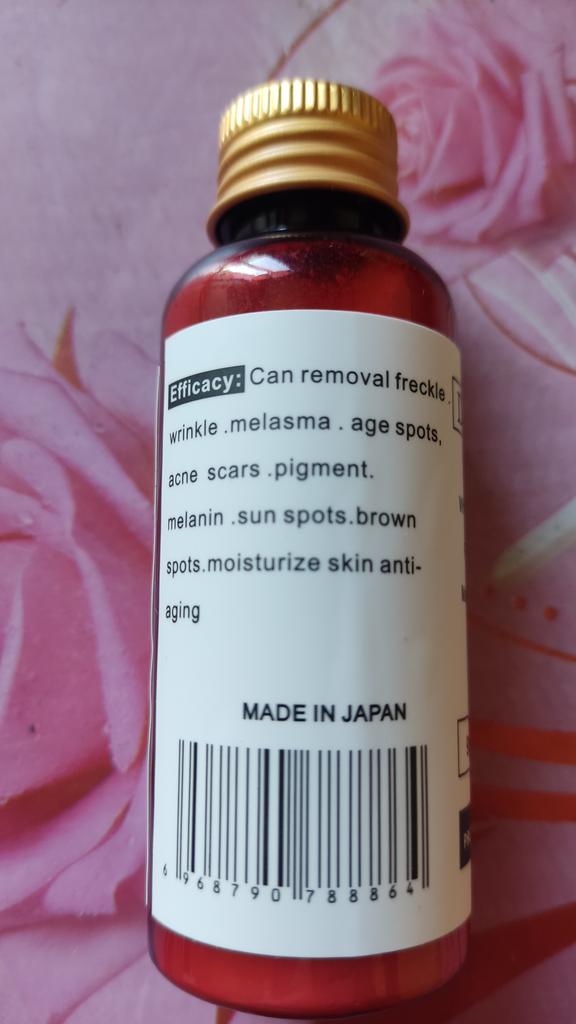 Efficacy: Can removal freckle .
wrinkle .melasma . age spots,
acne scars .pigment.
melanin .sun spots.brown
spots.moisturize skin anti-
aging
MADE IN JAPAN
6 968790 788864